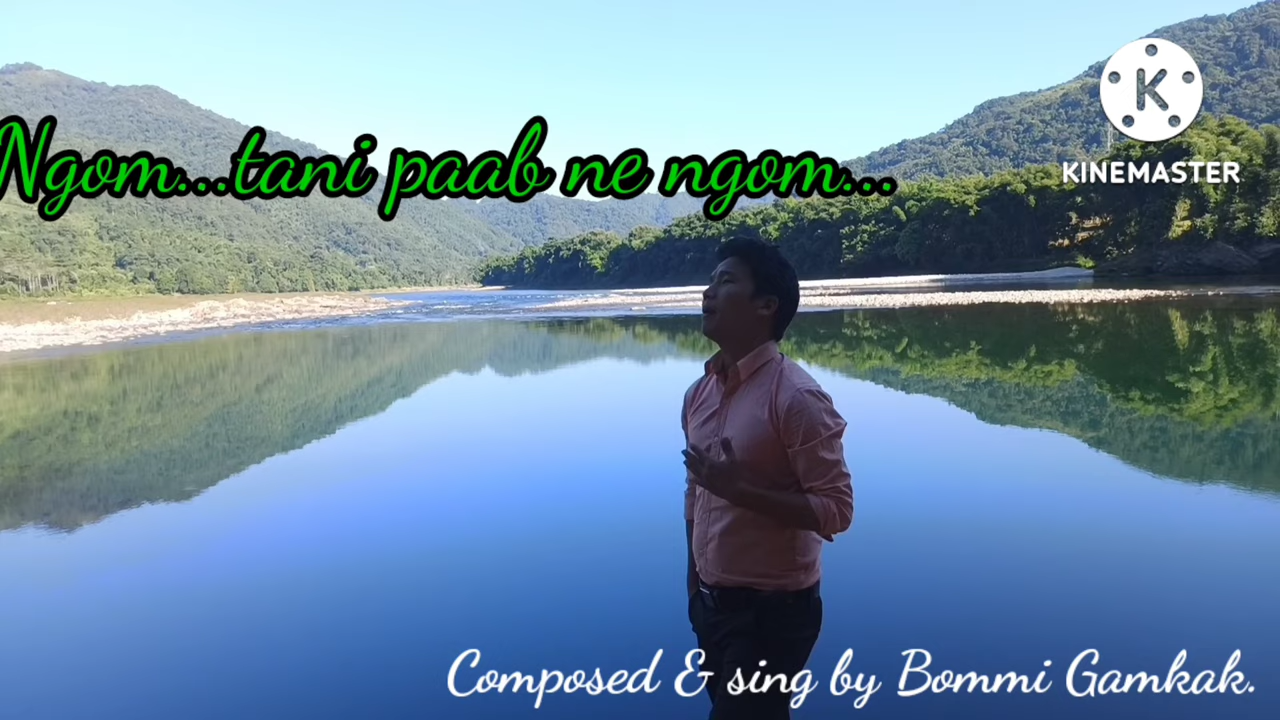 Ngom...tani paab ne ngom...
K
KINEMASTER
Composed & sing by Bommi Gamkak.